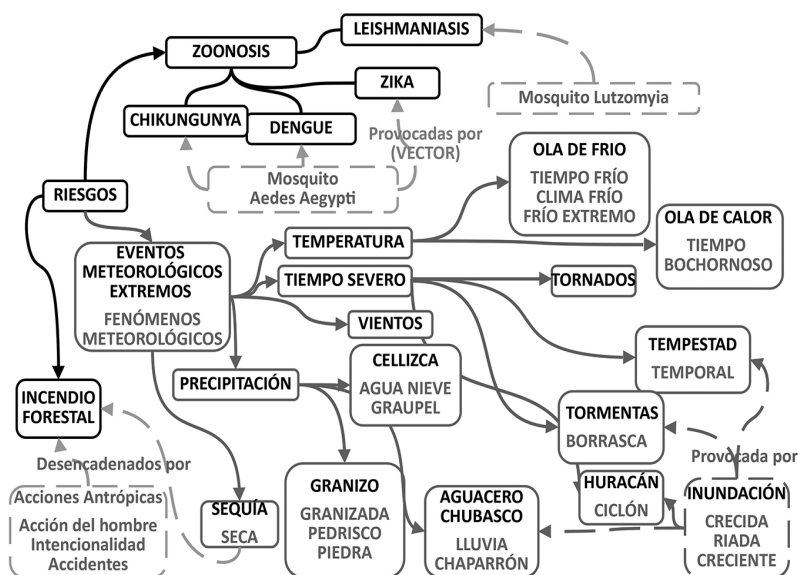 LEISHMANIASIS
ZOONOSIS
ZIKA
Mosquito Lutzomyia
CHIKUNGUNYA
DENGUE
Provocadas por
(VECTOR)
Mosquito
Aedes Aegypti
RIESGOS
OLA DE FRIO
TIEMPO FRÍO
CLIMA FRÍO
FRÍO EXTREMO
OLA DE CALOR
TIEMPO
BOCHORNOSO
EVENTOS
METEOROLÓGICOS
EXTREMOS
FENÓMENOS
METEOROLÓGICOS
TEMPERATURA
TIEMPO SEVERO
TORNADOS
VIENTOS
TEMPESTAD
TEMPORAL
PRECIPITACIÓN
CELLIZCA
AGUA NIEVE
GRAUPEL
INCENDIO
FORESTAL
TORMENTAS
BORRASCA
Desencadenados por
Provocada por
Acciones Antrópicas
Acción del hombre
Intencionalidad
Accidentes
SEQUÍA
SECA
GRANIZO
GRANIZADA
PEDRISCO
PIEDRA
AGUACERO
CHUBASCO
LLUVIA
CHAPARRÓN
HURACÁN
CICLÓN
INUNDACIÓN
CRECIDA
RIADA
CRECIENTE